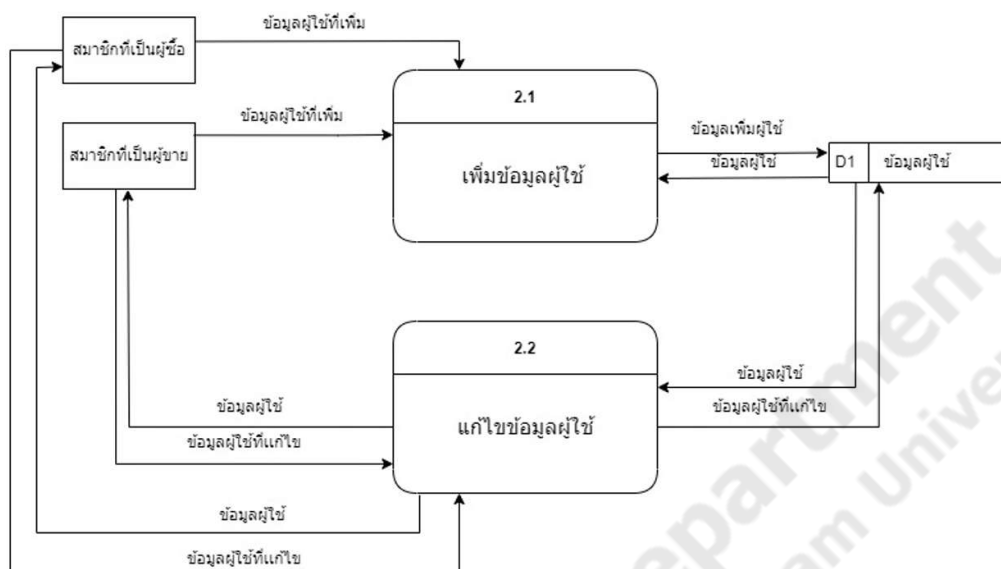 ข้อมูลผู้ใช้ที่เพิ่ม
สมาชิกที่เป็นผู้ซื้อ
2.1
ข้อมูลผู้ใช้ที่เพิ่ม
สมาชิกที่เป็นผู้ขาย
เพิ่มข้อมูลผู้ใช้
ข้อมูลเพิ่มผู้ใช้
ข้อมูลผู้ใช้
D1
ข้อมูลผู้ใช้
2.2
แก้ไขข้อมูลผู้ใช้
ข้อมูลผู้ใช้
ข้อมูลผู้ใช้ที่แก้ไข
ข้อมูลผู้ใช้
ข้อมูลผู้ใช้ที่แก้ไข
ข้อมูลผู้ใช้
ข้อมูลผู้ใช้ที่แก้ไข